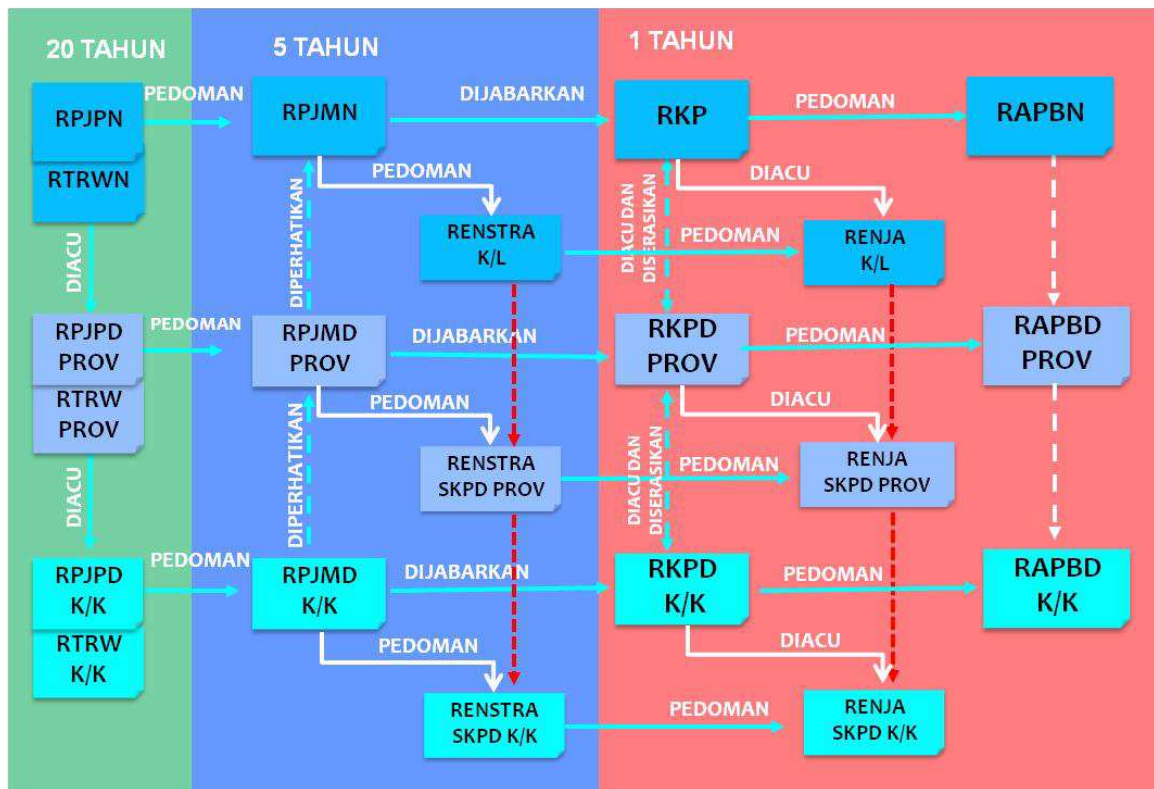 20 TAHUN
5 TAHUN
1 TAHUN
RPJPN
PEDOMAN
RPJMN
DIJABARKAN
RKP
PEDOMAN
RAPBN
RTRWN
PEDOMAN
DIACU
DIACU
DIPERHATIKAN
RENSTRA
K/L
DIACU DAN
DISERASIKAN
PEDOMAN
RENJA
K/L
RPJPD
PROV
PEDOMAN
RPJMD
PROV
DIJABARKAN
RKPD
PROV
PEDOMAN
RAPBD
PROV
RTRW
PROV
PEDOMAN
DIACU
DIACU
DIPERHATIKAN
RENSTRA
SKPD PROV
DIACU DAN
DISERASIKAN
PEDOMAN
RENJA
SKPD PROV
RPJPD
K/K
PEDOMAN
RPJMD
K/K
DIJABARKAN
RKPD
K/K
PEDOMAN
RAPBD
K/K
RTRW
K/K
PEDOMAN
DIACU
RENSTRA
SKPD K/K
PEDOMAN
RENJA
SKPD K/K